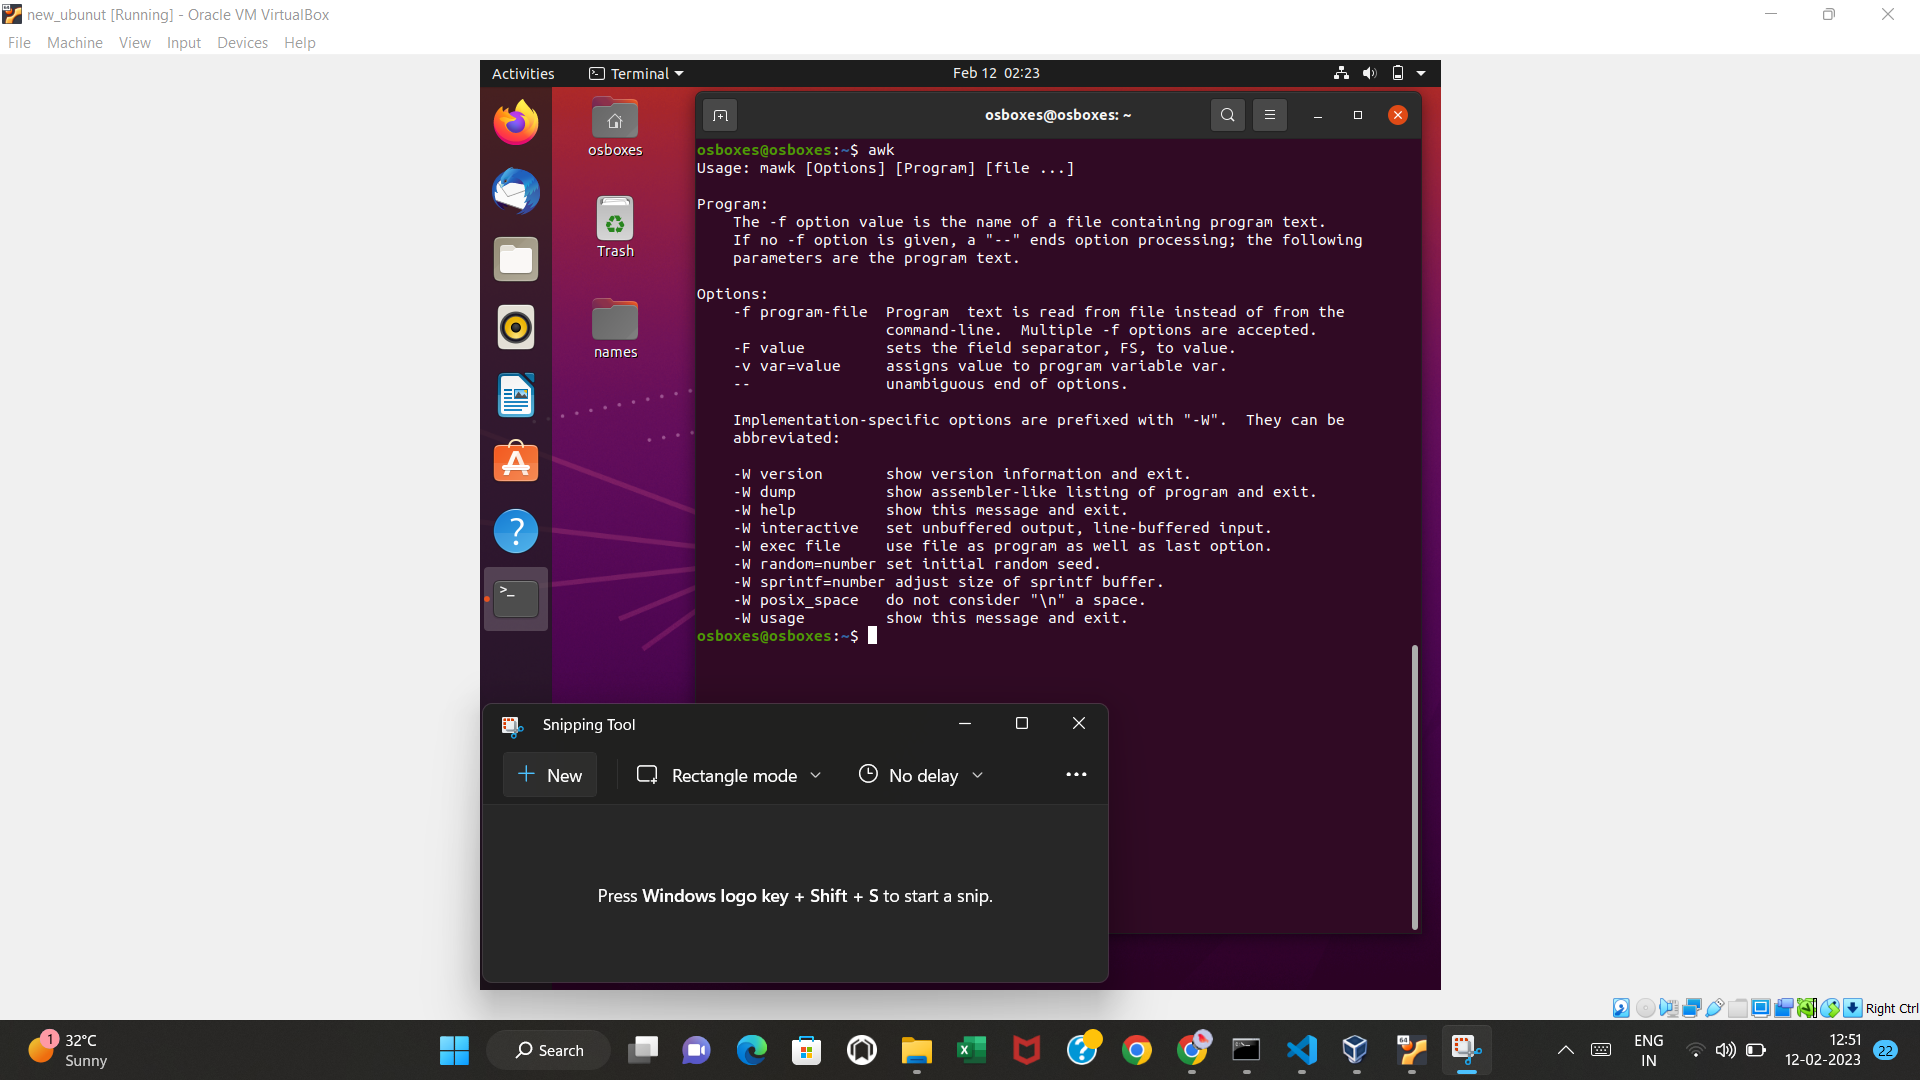 new_ubunut [Running] - Oracle VM VirtualBox
File Machine View Input Devices Help
Activities Terminal Feb 12 02:23
osboxes
Trash
names
osboxes@osboxes: ~
osboxes@osboxes:~$ awk
Usage: mawk [Options] [Program] [file ...]
Program:
The -f option value is the name of a file containing program text.
If no -f option is given, a "--" ends option processing; the following
parameters are the program text.
Options:
-f program-file Program text is read from file instead of from the
command-line. Multiple -f options are accepted.
-F value sets the field separator, FS, to value.
-v var=value assigns value to program variable var.
-- unambiguous end of options.
Implementation-specific options are prefixed with "-W". They can be
abbreviated:
-W version show version information and exit.
-W dump show assembler-like listing of program and exit.
-W help show this message and exit.
-W interactive set unbuffered output, line-buffered input.
-W exec file use file as program as well as last option.
-W random=number set initial random seed.
-W sprintf=number adjust size of sprintf buffer.
-W posix_space do not consider "\n" a space.
-W usage show this message and exit.
osboxes@osboxes:~$
Snipping Tool
New Rectangle mode No delay
Press Windows logo key + Shift + S to start a snip.
Right Ctrl
1
32°C
Sunny
Search
ENG
IN
12:51
12-02-2023
22